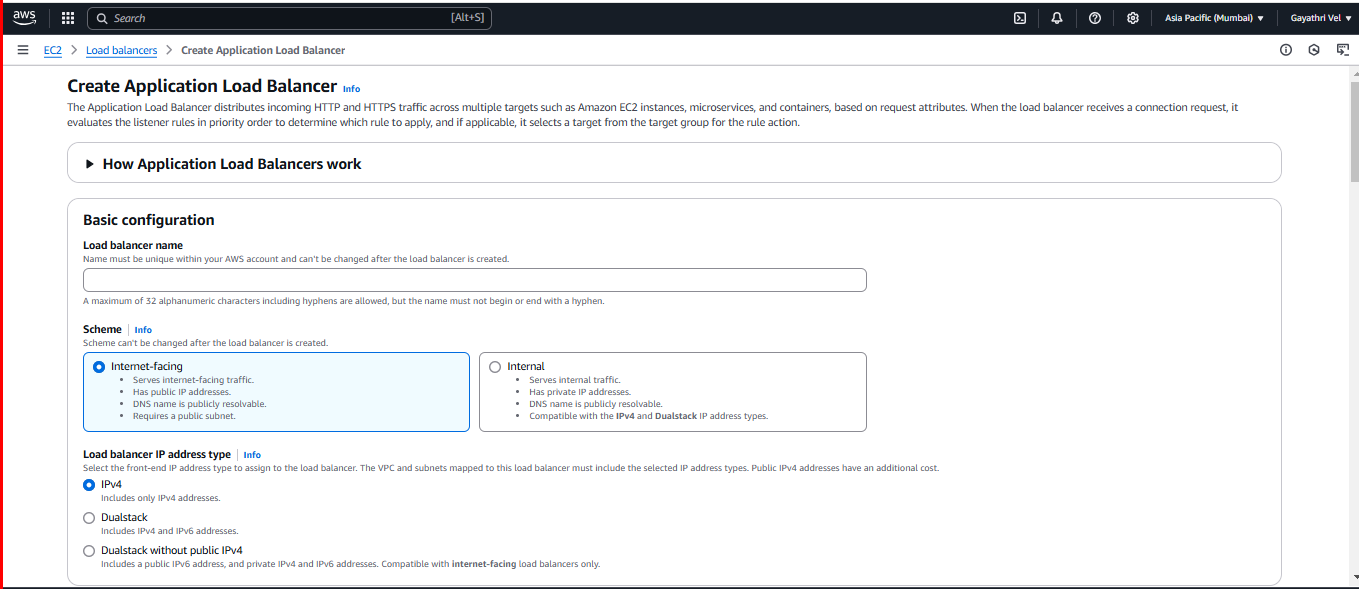 aws
Search [Alt+S] Asia Pacific (Mumbai) Gayathri Vel
EC2 Load balancers Create Application Load Balancer
Create Application Load Balancer Info
The Application Load Balancer distributes incoming HTTP and HTTPS traffic across multiple targets such as Amazon EC2 instances, microservices, and containers, based on request attributes. When the load balancer receives a connection request, it
evaluates the listener rules in priority order to determine which rule to apply, and if applicable, it selects a target from the target group for the rule action.
How Application Load Balancers work
Basic configuration
Load balancer name
Name must be unique within your AWS account and can't be changed after the load balancer is created.
A maximum of 32 alphanumeric characters including hyphens are allowed, but the name must not begin or end with a hyphen.
Scheme Info
Scheme can't be changed after the load balancer is created.
Internet-facing
• Serves internet-facing traffic.
• Has public IP addresses.
• DNS name is publicly resolvable.
• Requires a public subnet.
Internal
• Serves internal traffic.
• Has private IP addresses.
• DNS name is publicly resolvable.
• Compatible with the IPv4 and Dualstack IP address types.
Load balancer IP address type Info
Select the front-end IP address type to assign to the load balancer. The VPC and subnets mapped to this load balancer must include the selected IP address types. Public IPv4 addresses have an additional cost.
IPv4
Includes only IPv4 addresses.
Dualstack
Includes IPv4 and IPv6 addresses.
Dualstack without public IPv4
Includes a public IPv6 address, and private IPv4 and IPv6 addresses. Compatible with internet-facing load balancers only.